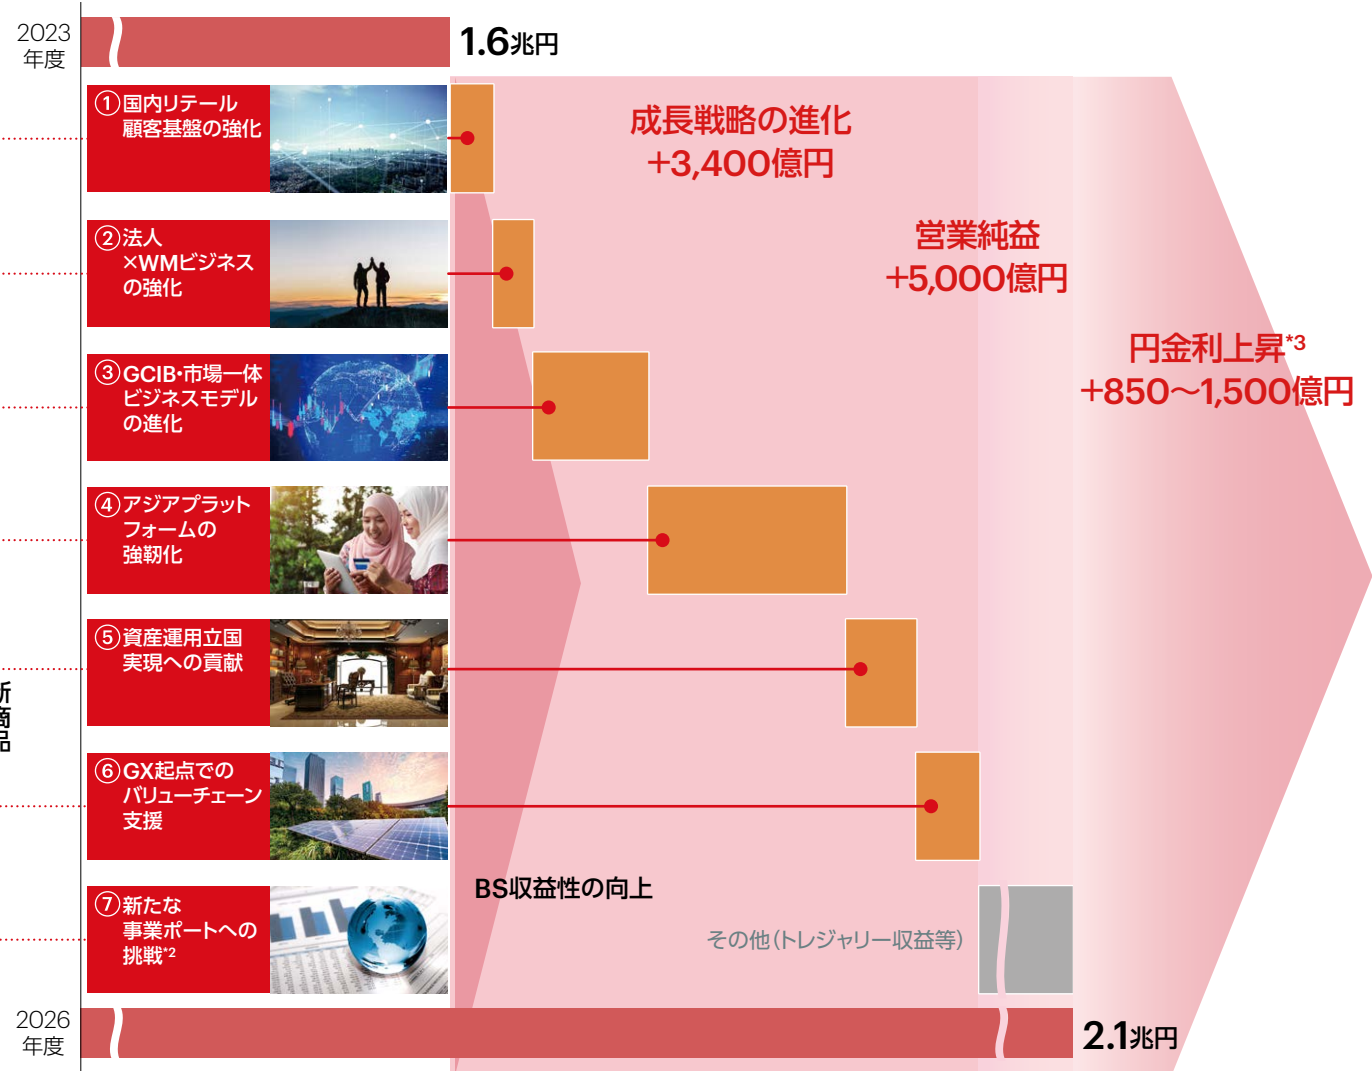 2023
年度
1.6兆円
①国内リテール
顧客基盤の強化
成長戦略の進化
+3,400億円
②法人
×WMビジネス
の強化
営業純益
+5,000億円
③GCIB・市場一体
ビジネスモデル
の進化
円金利上昇*3
+850〜1,500億円
④アジアプラット
フォームの
強靭化
⑤資産運用立国
実現への貢献
新商品
⑥GX起点での
バリューチェーン
支援
⑦新たな
事業ポートへの
挑戦*2
BS収益性の向上
その他（トレジャリー収益等）
2026
年度
2.1兆円